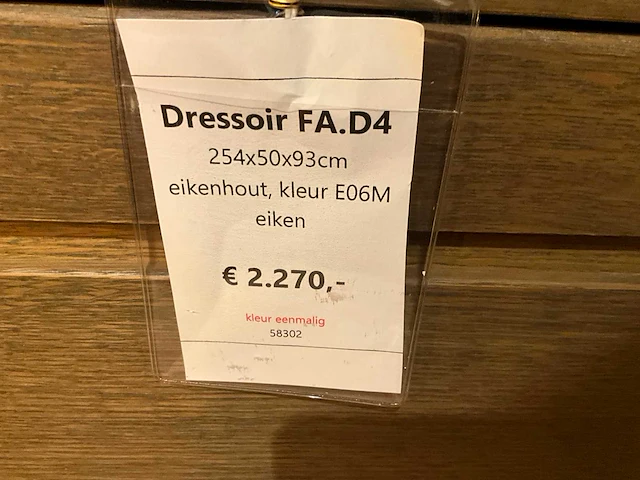 Dressoir FA.D4
254x50x93cm
eikenhout, kleur E06M
eiken
€ 2.270,-
kleur eenmalig
58302